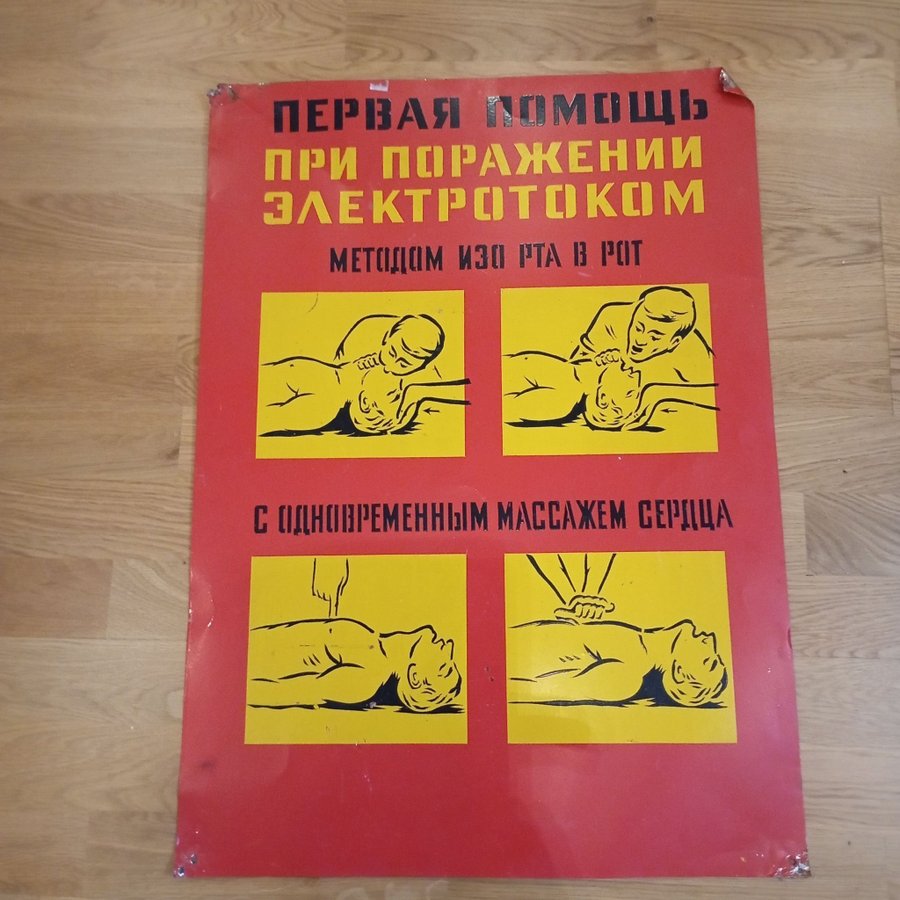 ПЕРВАЯ ПОМОЩЬ
ПРИ ПОРАЖЕНИИ
ЭЛЕКТРОТОКОМ
МЕТОДОМ ИЗО РТА В РОТ
С ОДНОВРЕМЕННЫМ МАССАЖЕМ СЕРДЦА